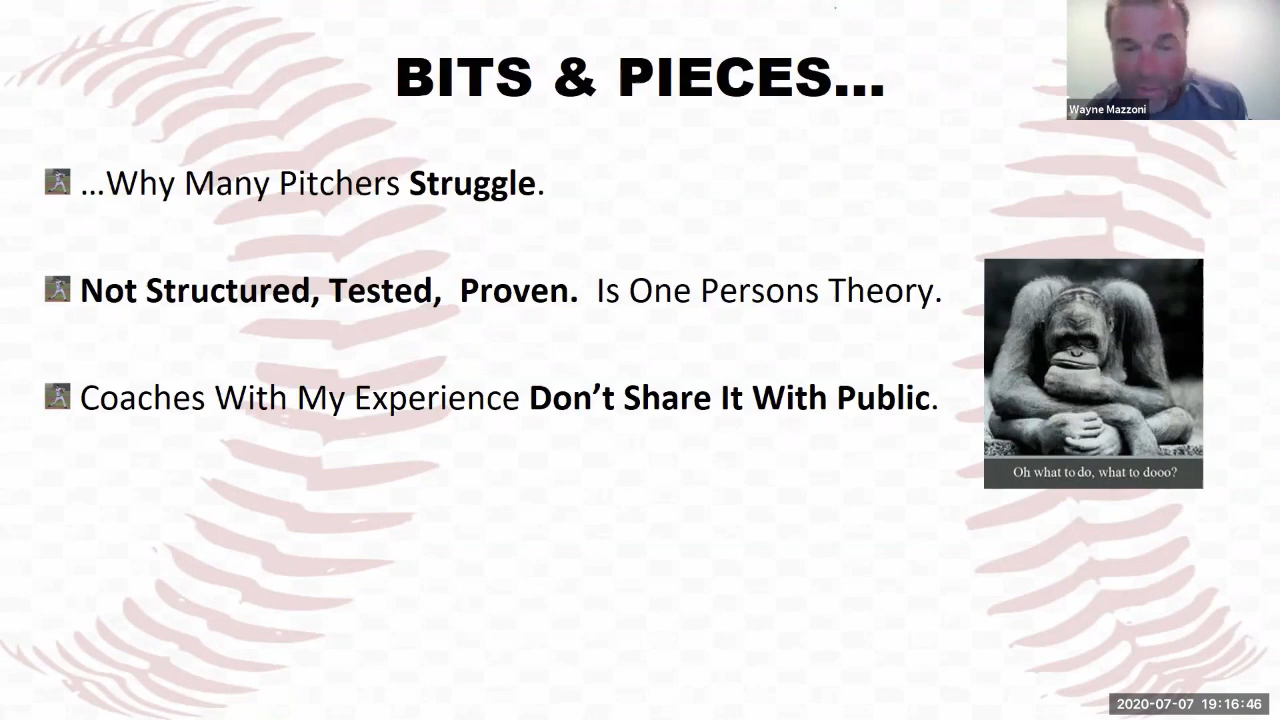 BITS & PIECES…
Wayne Mazzoni
…Why Many Pitchers Struggle.
Not Structured, Tested,  Proven.  Is One Persons Theory.
Coaches With My Experience Don’t Share It With Public.
Oh what to do, what to dooo?
2020-07-07 19:16:46